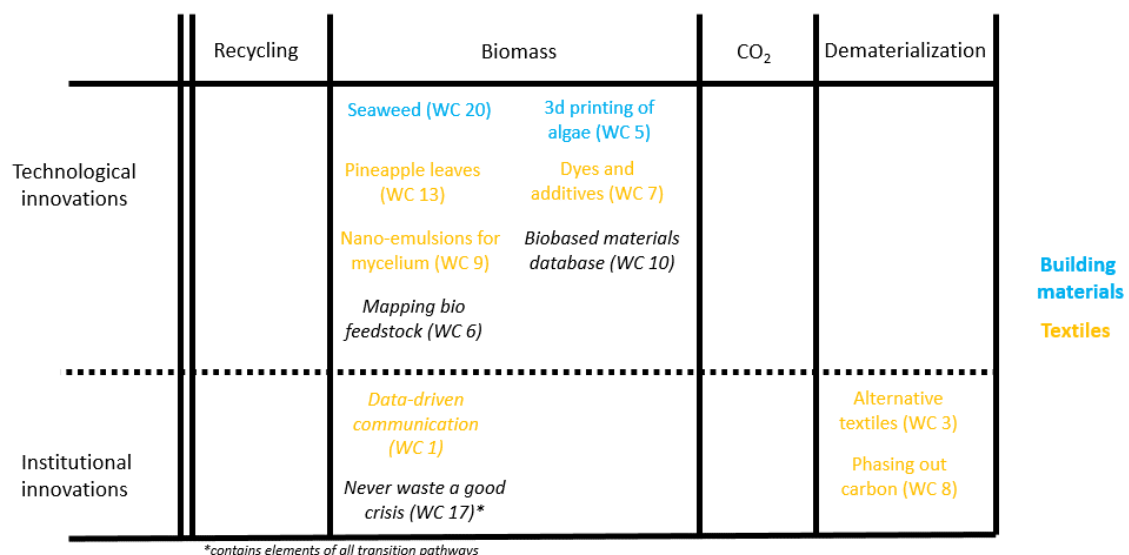 Recycling
Biomass
CO₂
Dematerialization
Technological
innovations
Seaweed (WC 20)
3d printing of
algae (WC 5)
Pineapple leaves
(WC 13)
Dyes and
additives (WC 7)
Nano-emulsions for
mycelium (WC 9)
Biobased materials
database (WC 10)
Mapping bio
feedstock (WC 6)
Building
materials
Textiles
Institutional
innovations
Data-driven
communication
(WC 1)
Never waste a good
crisis (WC 17)*
Alternative
textiles (WC 3)
Phasing out
carbon (WC 8)
*contains elements of all transition pathways